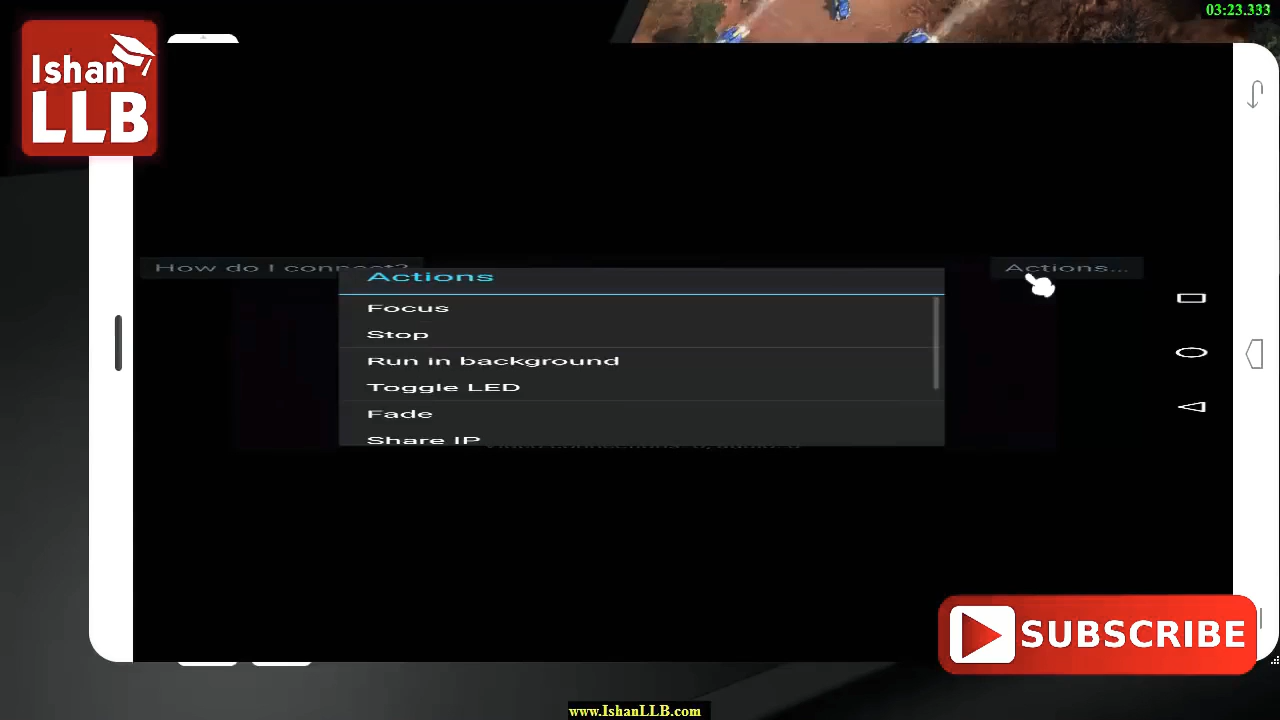 03:23.333
Ishan
LLB
How do I connect?
Actions...
Actions
Focus
Stop
Run in background
Toggle LED
Fade
Share IP
SUBSCRIBE
www.IshanLLB.com